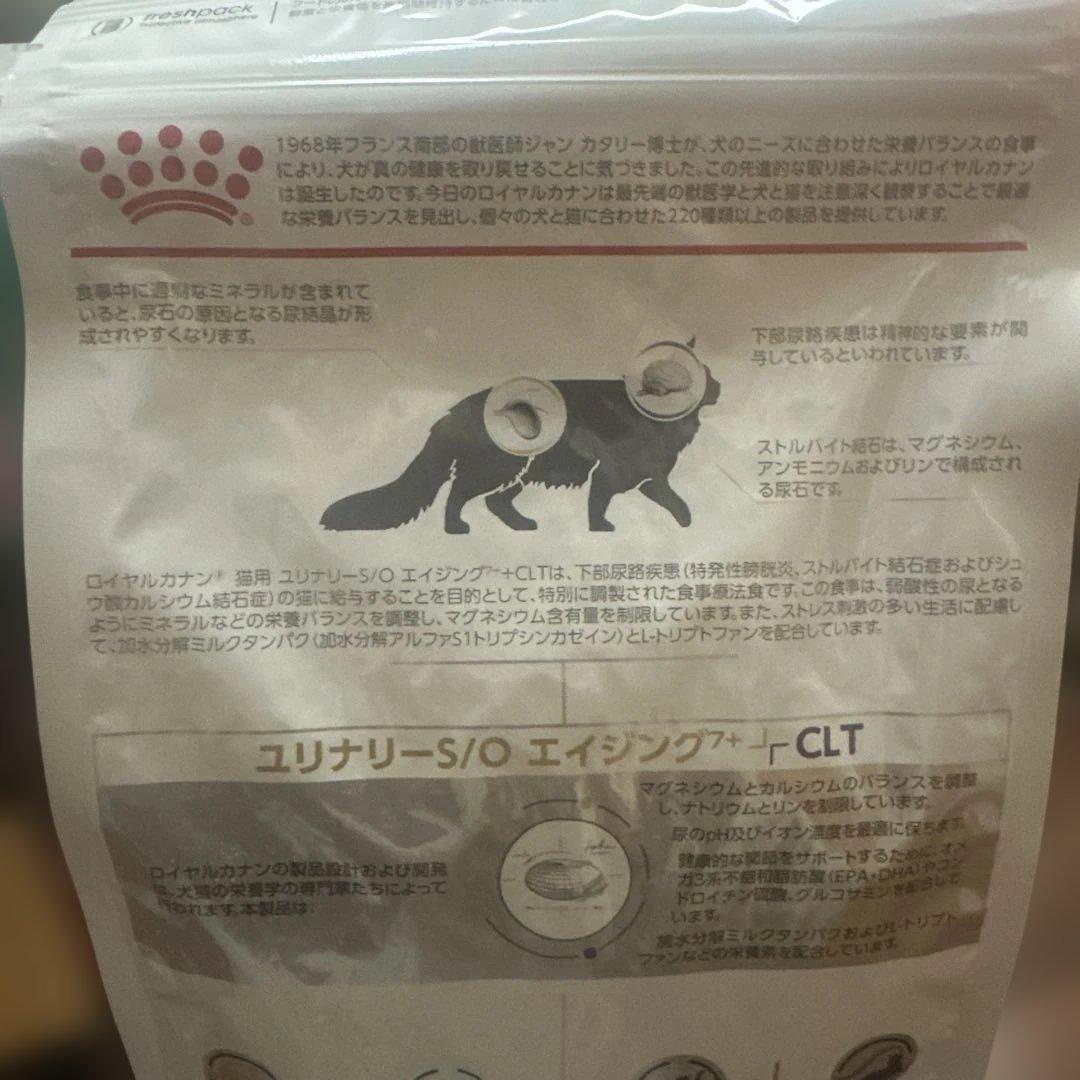 freshpack
protective atmosphere
1968年フランス南部の獣医師ジャン カタリー博士が、犬のニーズに合わせた栄養バランスの食事
により、犬が真の健康を取り戻せることに気づきました。この先進的な取り組みによりロイヤルカナン
は誕生したのです。今日のロイヤルカナンは最先端の獣医学と犬と猫を注意深く観察することで最適
な栄養バランスを見出し、個々の犬と猫に合わせた220種類以上の製品を提供しています。
食事中に過剰なミネラルが含まれて
いると、尿石の原因となる尿結晶が形
成されやすくなります。
下部尿路疾患は精神的な要素が関
与しているといわれています。
ストルバイト結石は、マグネシウム、
アンモニウムおよびリンで構成され
る尿石です。
ロイヤルカナン® 猫用 ユリナリーS/O エイジング7++CLTは、下部尿路疾患(特発性膀胱炎、ストルバイト結石症およびシュ
ウ酸カルシウム結石症)の猫に給与することを目的として、特別に調製された食事療法食です。この食事は、弱酸性の尿となる
ようにミネラルなどの栄養バランスを調整し、マグネシウム含有量を制限しています。また、ストレス刺激の多い生活に配慮し
て、加水分解ミルクタンパク(加水分解アルファS1トリプシンカゼイン)とL-トリプトファンを配合しています。
ユリナリーS/O エイジング7+ CLT
ロイヤルカナンの製品設計および開発
は、犬猫の栄養学の専門家たちによって
行われます。本製品は:
マグネシウムとカルシウムのバランスを調整
し、ナトリウムとリンを制限しています。
尿のpH及びイオン濃度を最適に保ちます。
健康的な関節をサポートするために、オメ
ガ3系不飽和脂肪酸(EPA・DHA)やコン
ドロイチン硫酸、グルコサミンを配合して
います。
加水分解ミルクタンパクおよびL-トリプト
ファンなどの栄養素を配合しています。